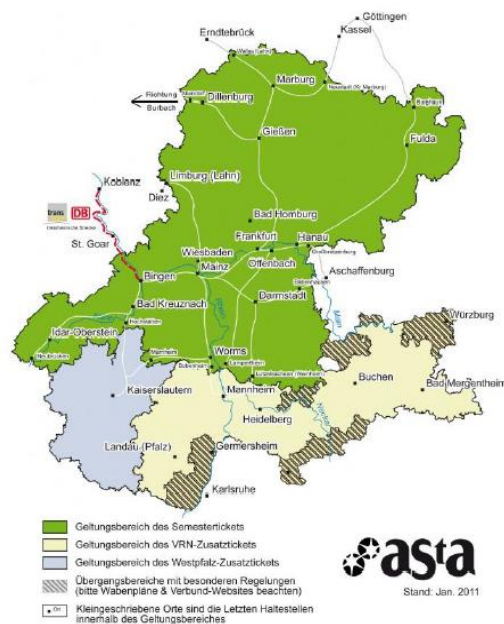 Göttingen
Erndtebrück
Kassel
Marburg
Richtung
Burbach
Dillenburg
Gießen
Fulda
Koblenz
Limburg (Lahn)
Diez
trans
DB
Bad Homburg
St. Goar
Frankfurt
Hanau
Wiesbaden
Mainz
Offenbach
Bingen
Aschaffenburg
Bad Kreuznach
Darmstadt
Main
Würzburg
Idar-Oberstein
Worms
Mannheim
Buchen
Bad Mergentheim
Kaiserslautern
Heidelberg
Landau (Pfalz)
Germersheim
Karlsruhe
Geltungsbereich des Semestertickets
Geltungsbereich des VRN-Zusatztickets
Geltungsbereich des Westpfalz-Zusatztickets
Übergangsbereiche mit besonderen Regelungen
(bitte Wabenpläne & Verbund-Websites beachten)
Ort
Kleingeschriebene Orte sind die Letzten Haltestellen
innerhalb des Geltungsbereiches
asta
Stand: Jan. 2011